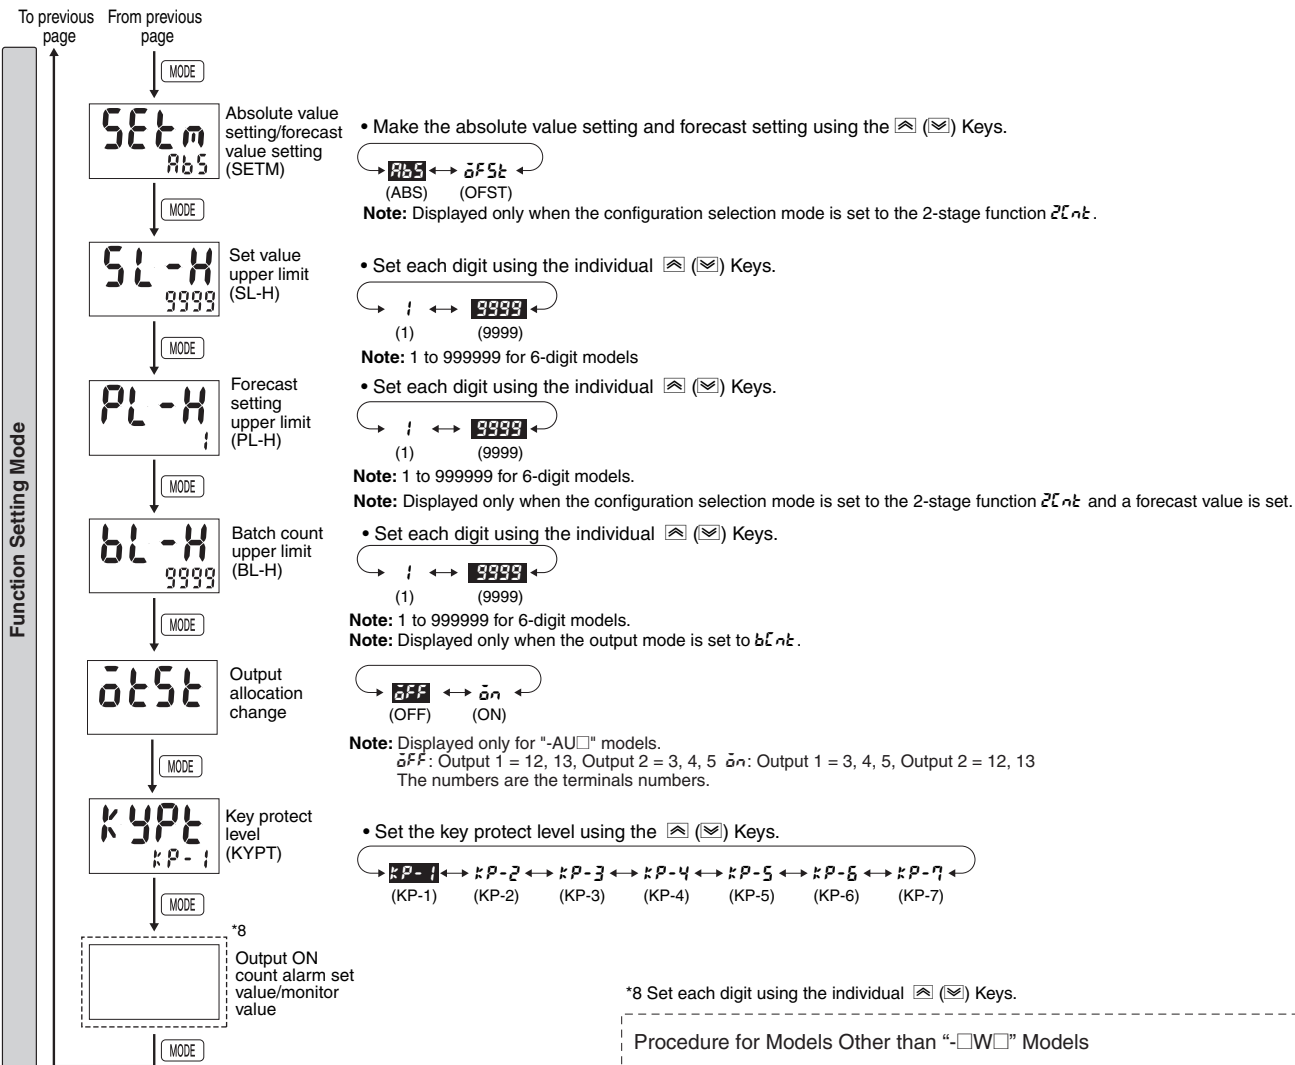 To previous page
From previous page
Function Setting Mode
MODE
SEtm
AbS
Absolute value
setting/forecast
value setting
(SETM)
• Make the absolute value setting and forecast setting using the (  ) Keys.
AbS oFSt
(ABS) (OFST)
Note: Displayed only when the configuration selection mode is set to the 2-stage function 2Cnt.
MODE
SL-H
9999
Set value
upper limit
(SL-H)
• Set each digit using the individual (  ) Keys.
1 9999
(1) (9999)
Note: 1 to 999999 for 6-digit models
MODE
PL-H
1
Forecast
setting
upper limit
(PL-H)
• Set each digit using the individual (  ) Keys.
1 9999
(1) (9999)
Note: 1 to 999999 for 6-digit models.
Note: Displayed only when the configuration selection mode is set to the 2-stage function 2Cnt and a forecast value is set.
MODE
bL-H
9999
Batch count
upper limit
(BL-H)
• Set each digit using the individual (  ) Keys.
1 9999
(1) (9999)
Note: 1 to 999999 for 6-digit models.
Note: Displayed only when the output mode is set to bCnt.
MODE
otSt
Output
allocation
change
oFF on
(OFF) (ON)
Note: Displayed only for "-AU□" models.
oFF: Output 1 = 12, 13, Output 2 = 3, 4, 5 on: Output 1 = 3, 4, 5, Output 2 = 12, 13
The numbers are the terminals numbers.
MODE
KYPt
KP-1
Key protect
level
(KYPT)
• Set the key protect level using the (  ) Keys.
KP-1 KP-2 KP-3 KP-4 KP-5 KP-6 KP-7
(KP-1) (KP-2) (KP-3) (KP-4) (KP-5) (KP-6) (KP-7)
MODE
*8
Output ON
count alarm set
value/monitor
value
MODE
*8 Set each digit using the individual (  ) Keys.
Procedure for Models Other than “-□W□” Models